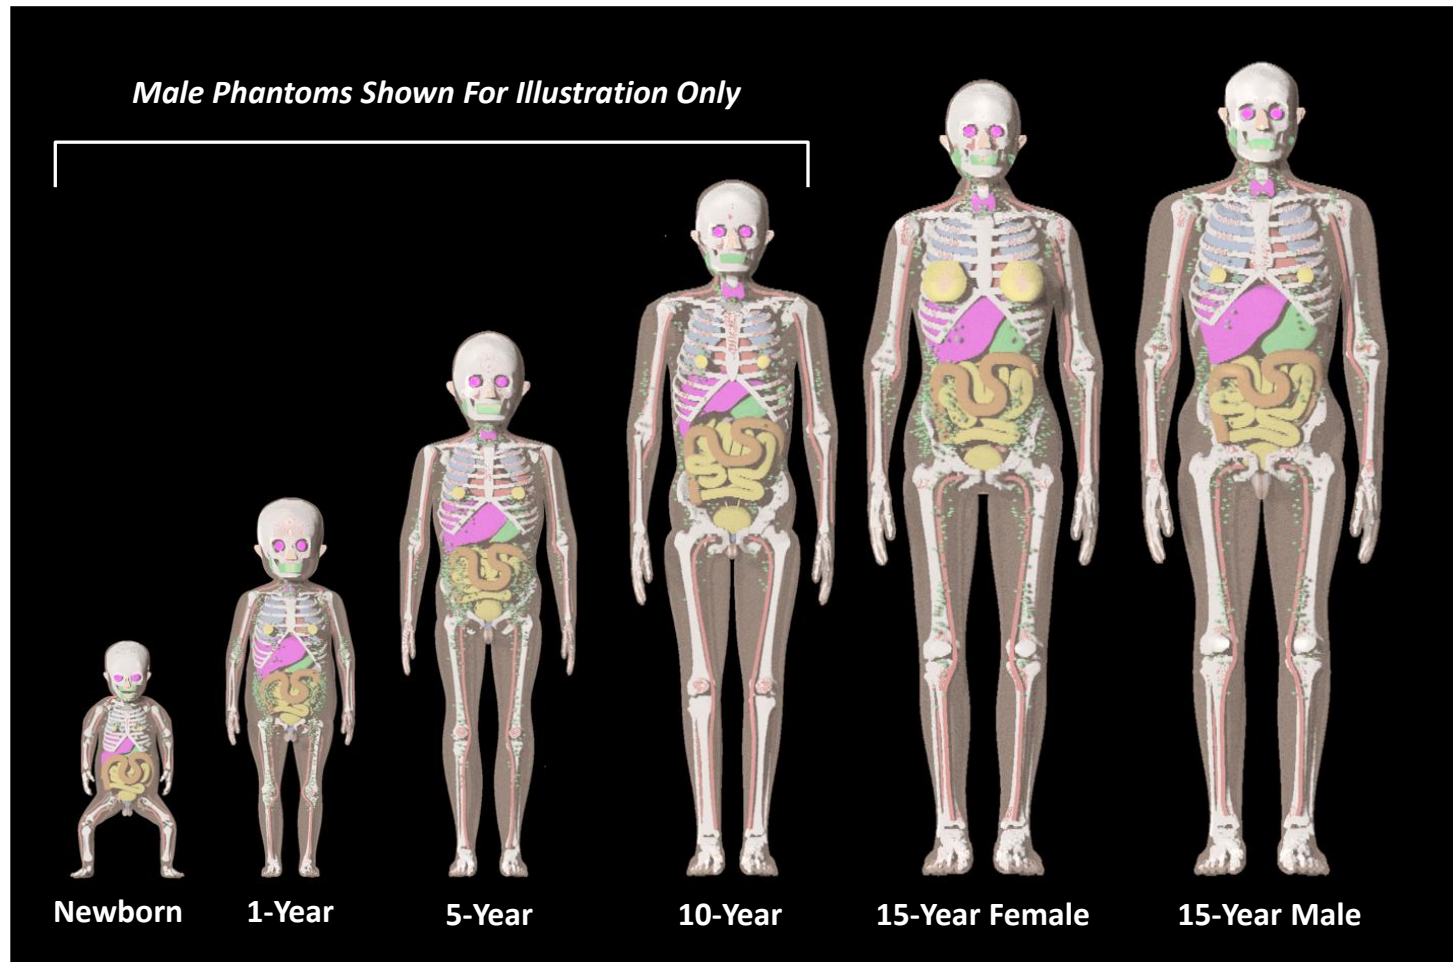 Male Phantoms Shown For Illustration Only
Newborn
1-Year
5-Year
10-Year
15-Year Female
15-Year Male